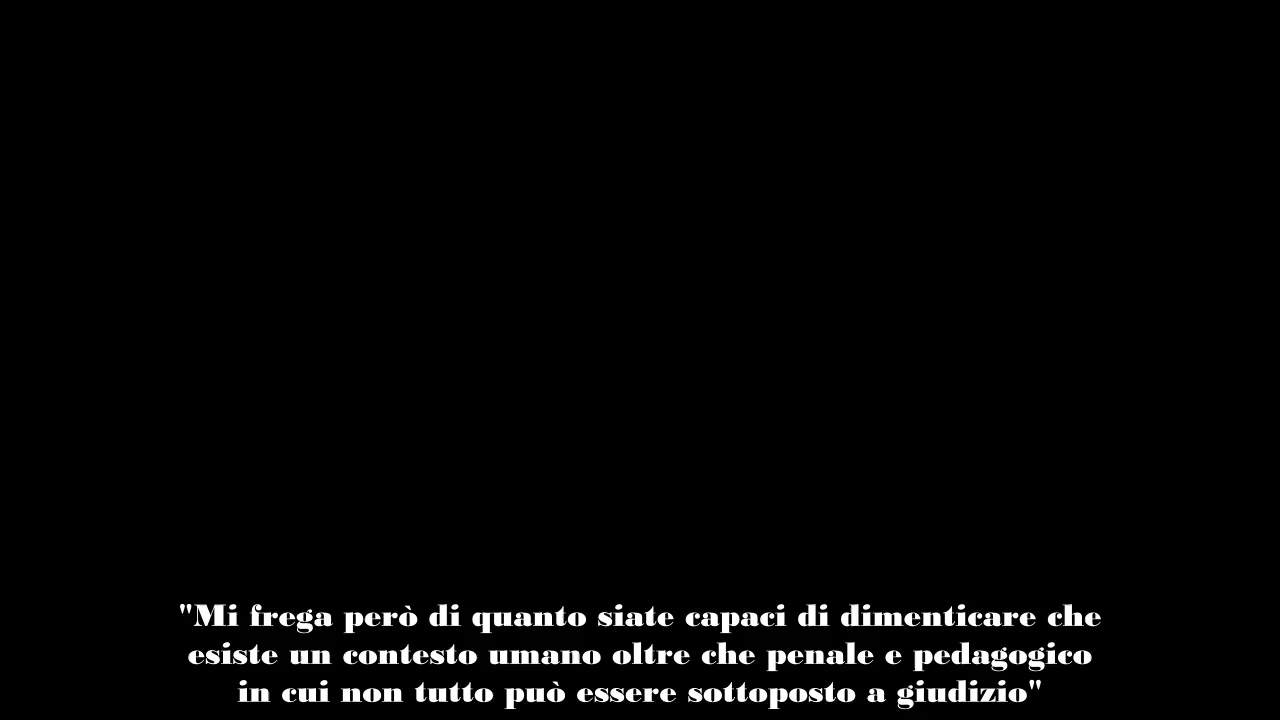 "Mi frega però di quanto siate capaci di dimenticare che
esiste un contesto umano oltre che penale e pedagogico
in cui non tutto può essere sottoposto a giudizio"